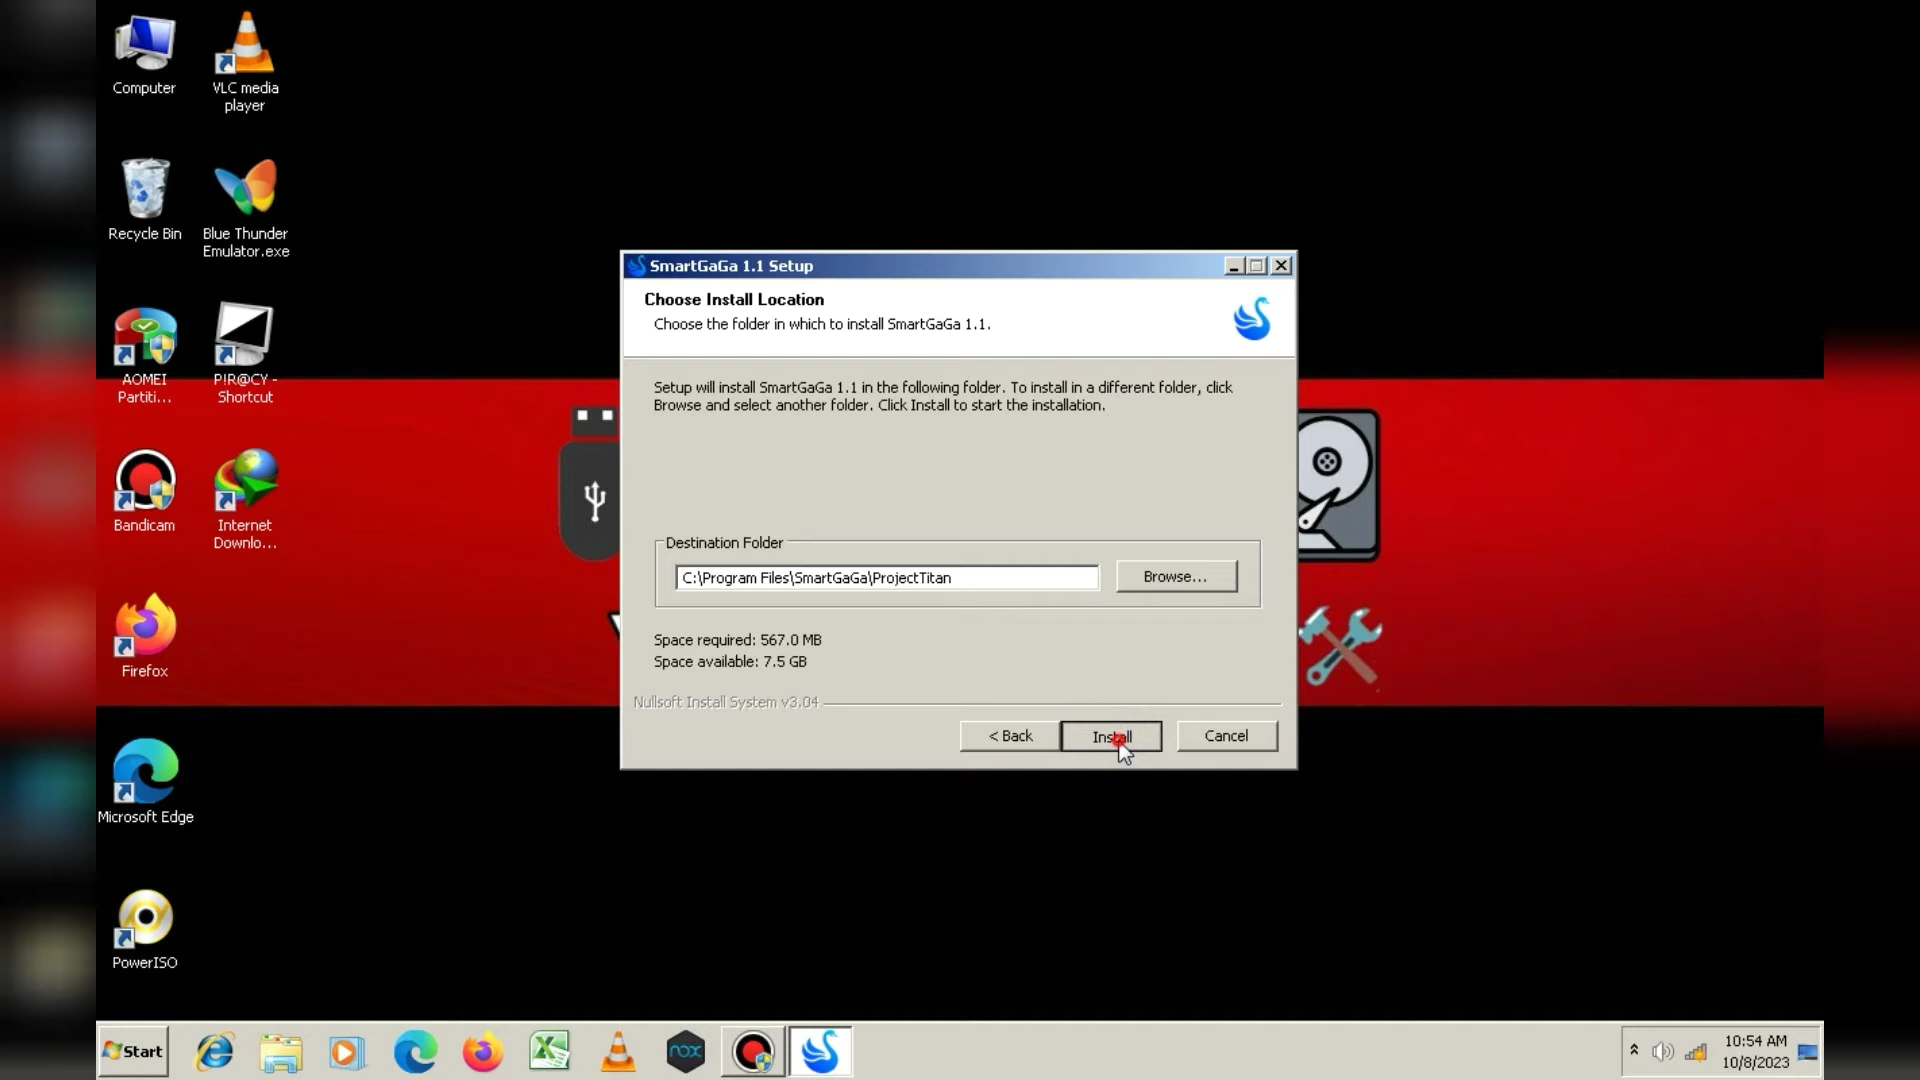 Computer
VLC media
player
Recycle Bin
Blue Thunder
Emulator.exe
AOMEI
Partiti...
P!R@CY -
Shortcut
Bandicam
Internet
Downlo...
Firefox
Microsoft Edge
PowerISO
SmartGaGa 1.1 Setup
Choose Install Location
Choose the folder in which to install SmartGaGa 1.1.
Setup will install SmartGaGa 1.1 in the following folder. To install in a different folder, click
Browse and select another folder. Click Install to start the installation.
Destination Folder
C:\Program Files\SmartGaGa\ProjectTitan
Browse...
Space required: 567.0 MB
Space available: 7.5 GB
Nullsoft Install System v3.04
< Back
Install
Cancel
Start
nox
10:54 AM
10/8/2023